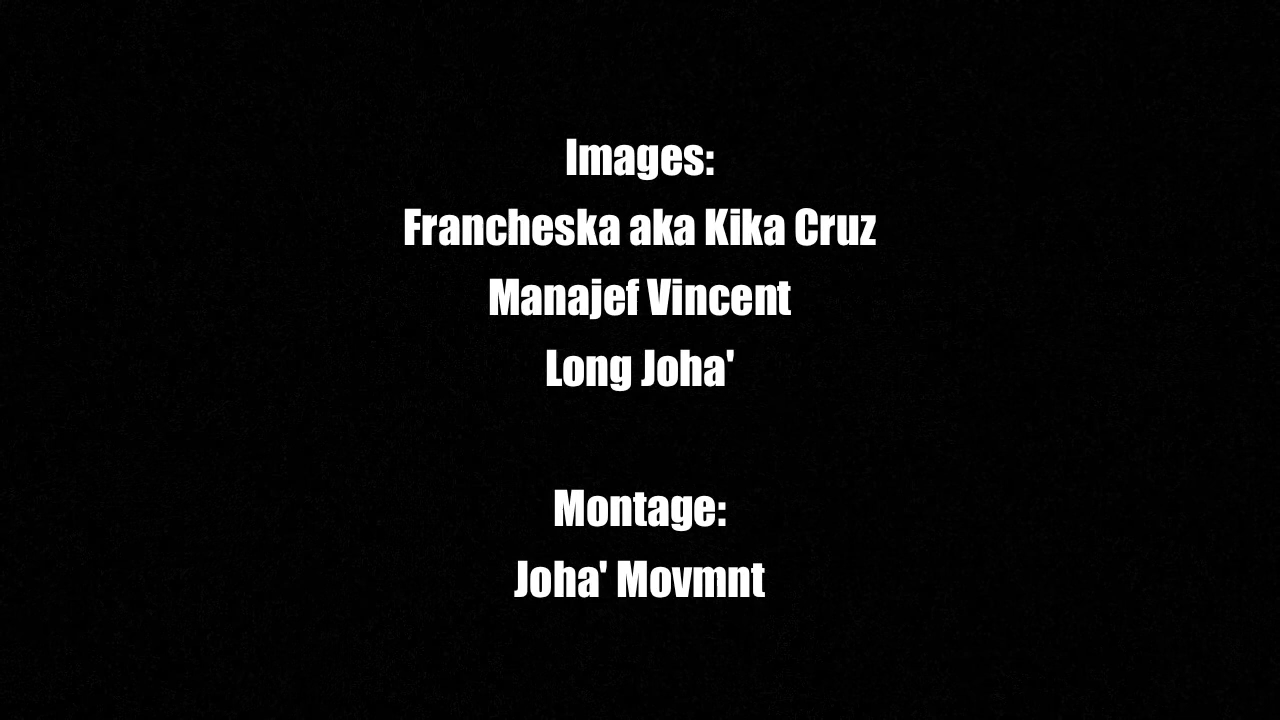 Images:
Francheska aka Kika Cruz
Manajef Vincent
Long Joha'
Montage:
Joha' Movmnt